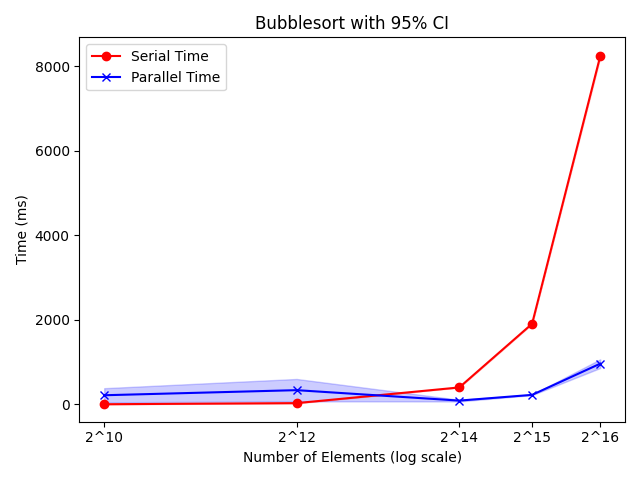 Bubblesort with 95% CI
Serial Time
Parallel Time
Time (ms)
8000
6000
4000
2000
0
2^10
2^12
2^14
2^15
2^16
Number of Elements (log scale)